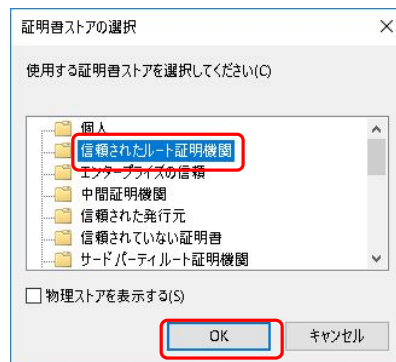 証明書ストアの選択
使用する証明書ストアを選択してください(C)
個人
信頼されたルート証明機関
エンタープライズの信頼
中間証明機関
信頼された発行元
信頼されていない証明書
サードパーティルート証明機関
物理ストアを表示する(S)
OK
キャンセル